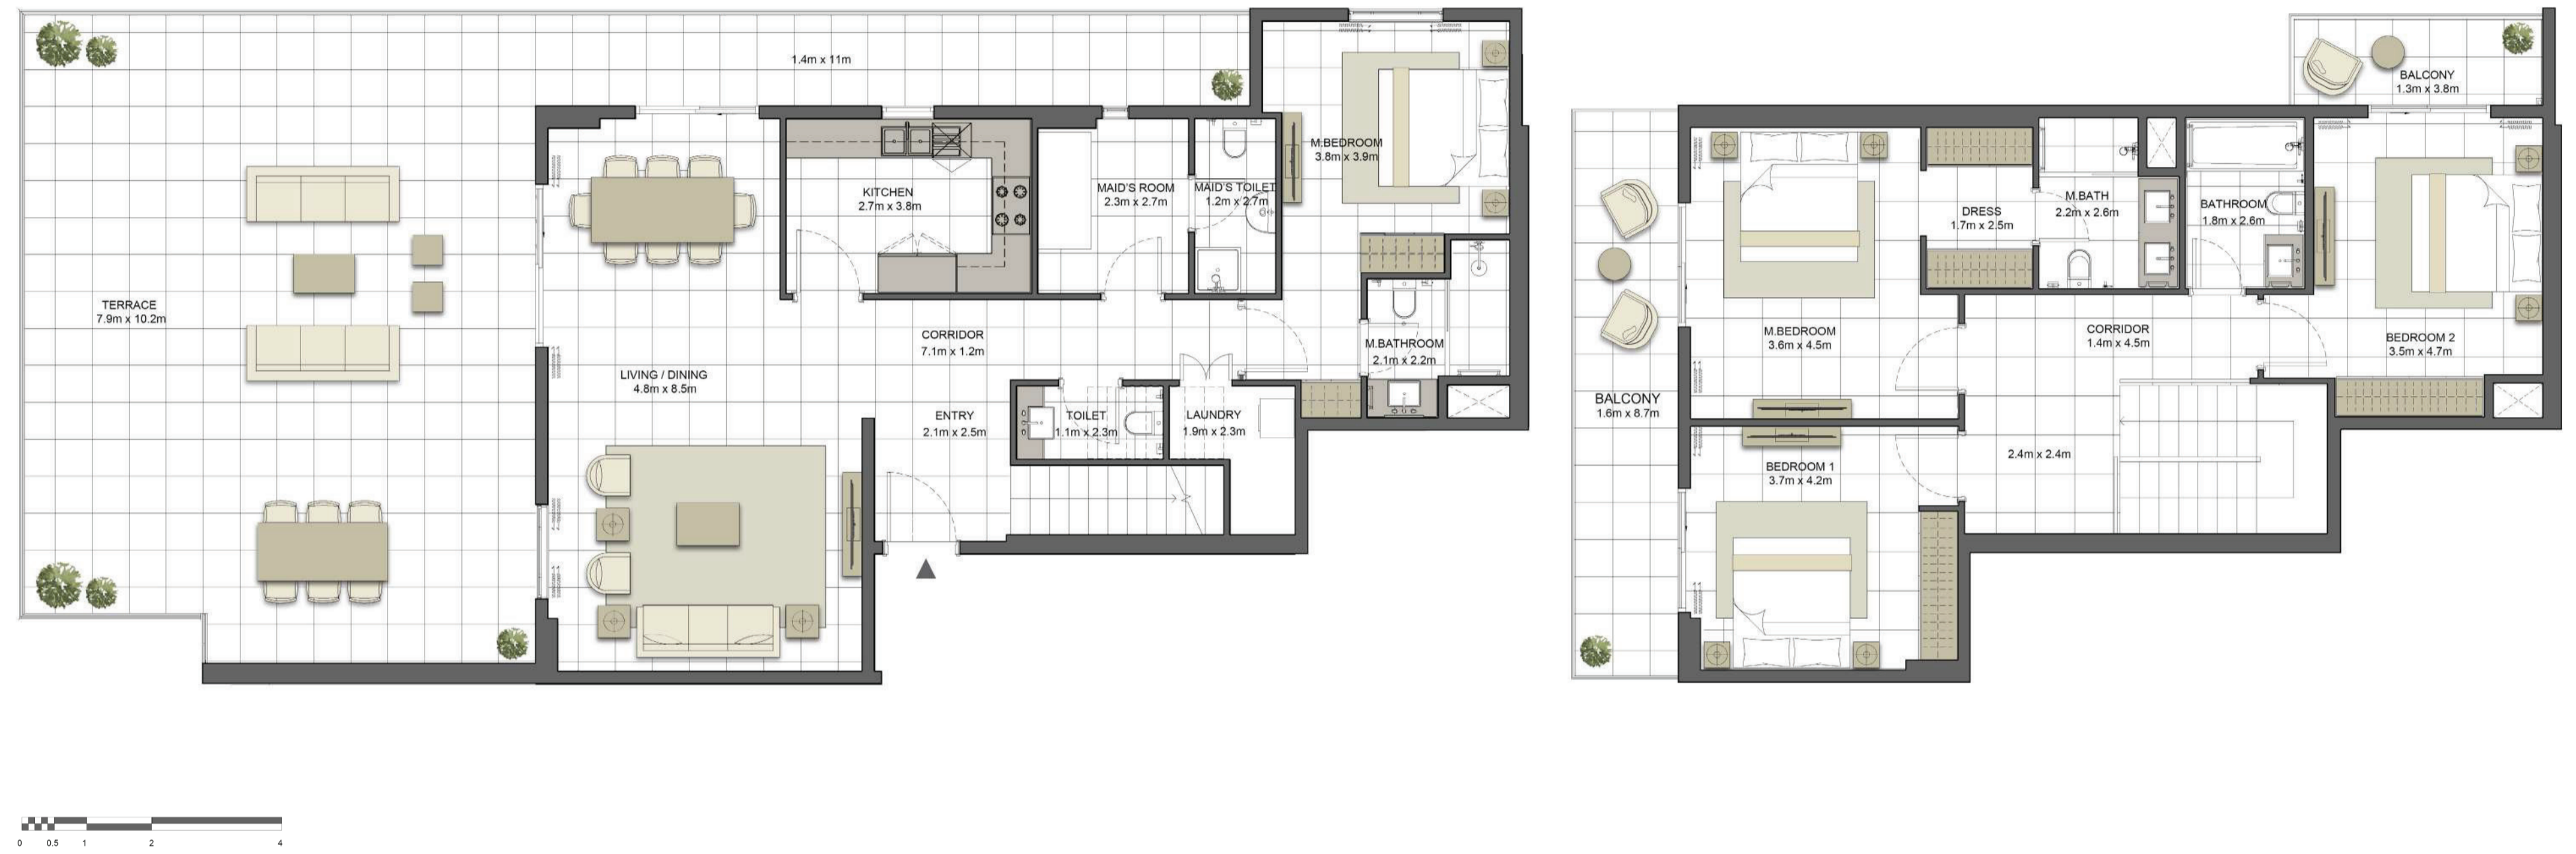 1.4m x 11m
M.BEDROOM
3.8m x 3.9m
KITCHEN
2.7m x 3.8m
MAID'S ROOM
2.3m x 2.7m
MAID'S TOILET
1.2m x 2.7m
TERRACE
7.9m x 10.2m
CORRIDOR
7.1m x 1.2m
M.BATHROOM
2.1m x 2.2m
LIVING / DINING
4.8m x 8.5m
ENTRY
2.1m x 2.5m
TOILET
1.1m x 2.3m
LAUNDRY
1.9m x 2.3m
BALCONY
1.3m x 3.8m
M.BATH
2.2m x 2.6m
BATHROOM
1.8m x 2.6m
DRESS
1.7m x 2.5m
M.BEDROOM
3.6m x 4.5m
CORRIDOR
1.4m x 4.5m
BEDROOM 2
3.5m x 4.7m
BALCONY
1.6m x 8.7m
2.4m x 2.4m
BEDROOM 1
3.7m x 4.2m
0 0.5 1 2 4